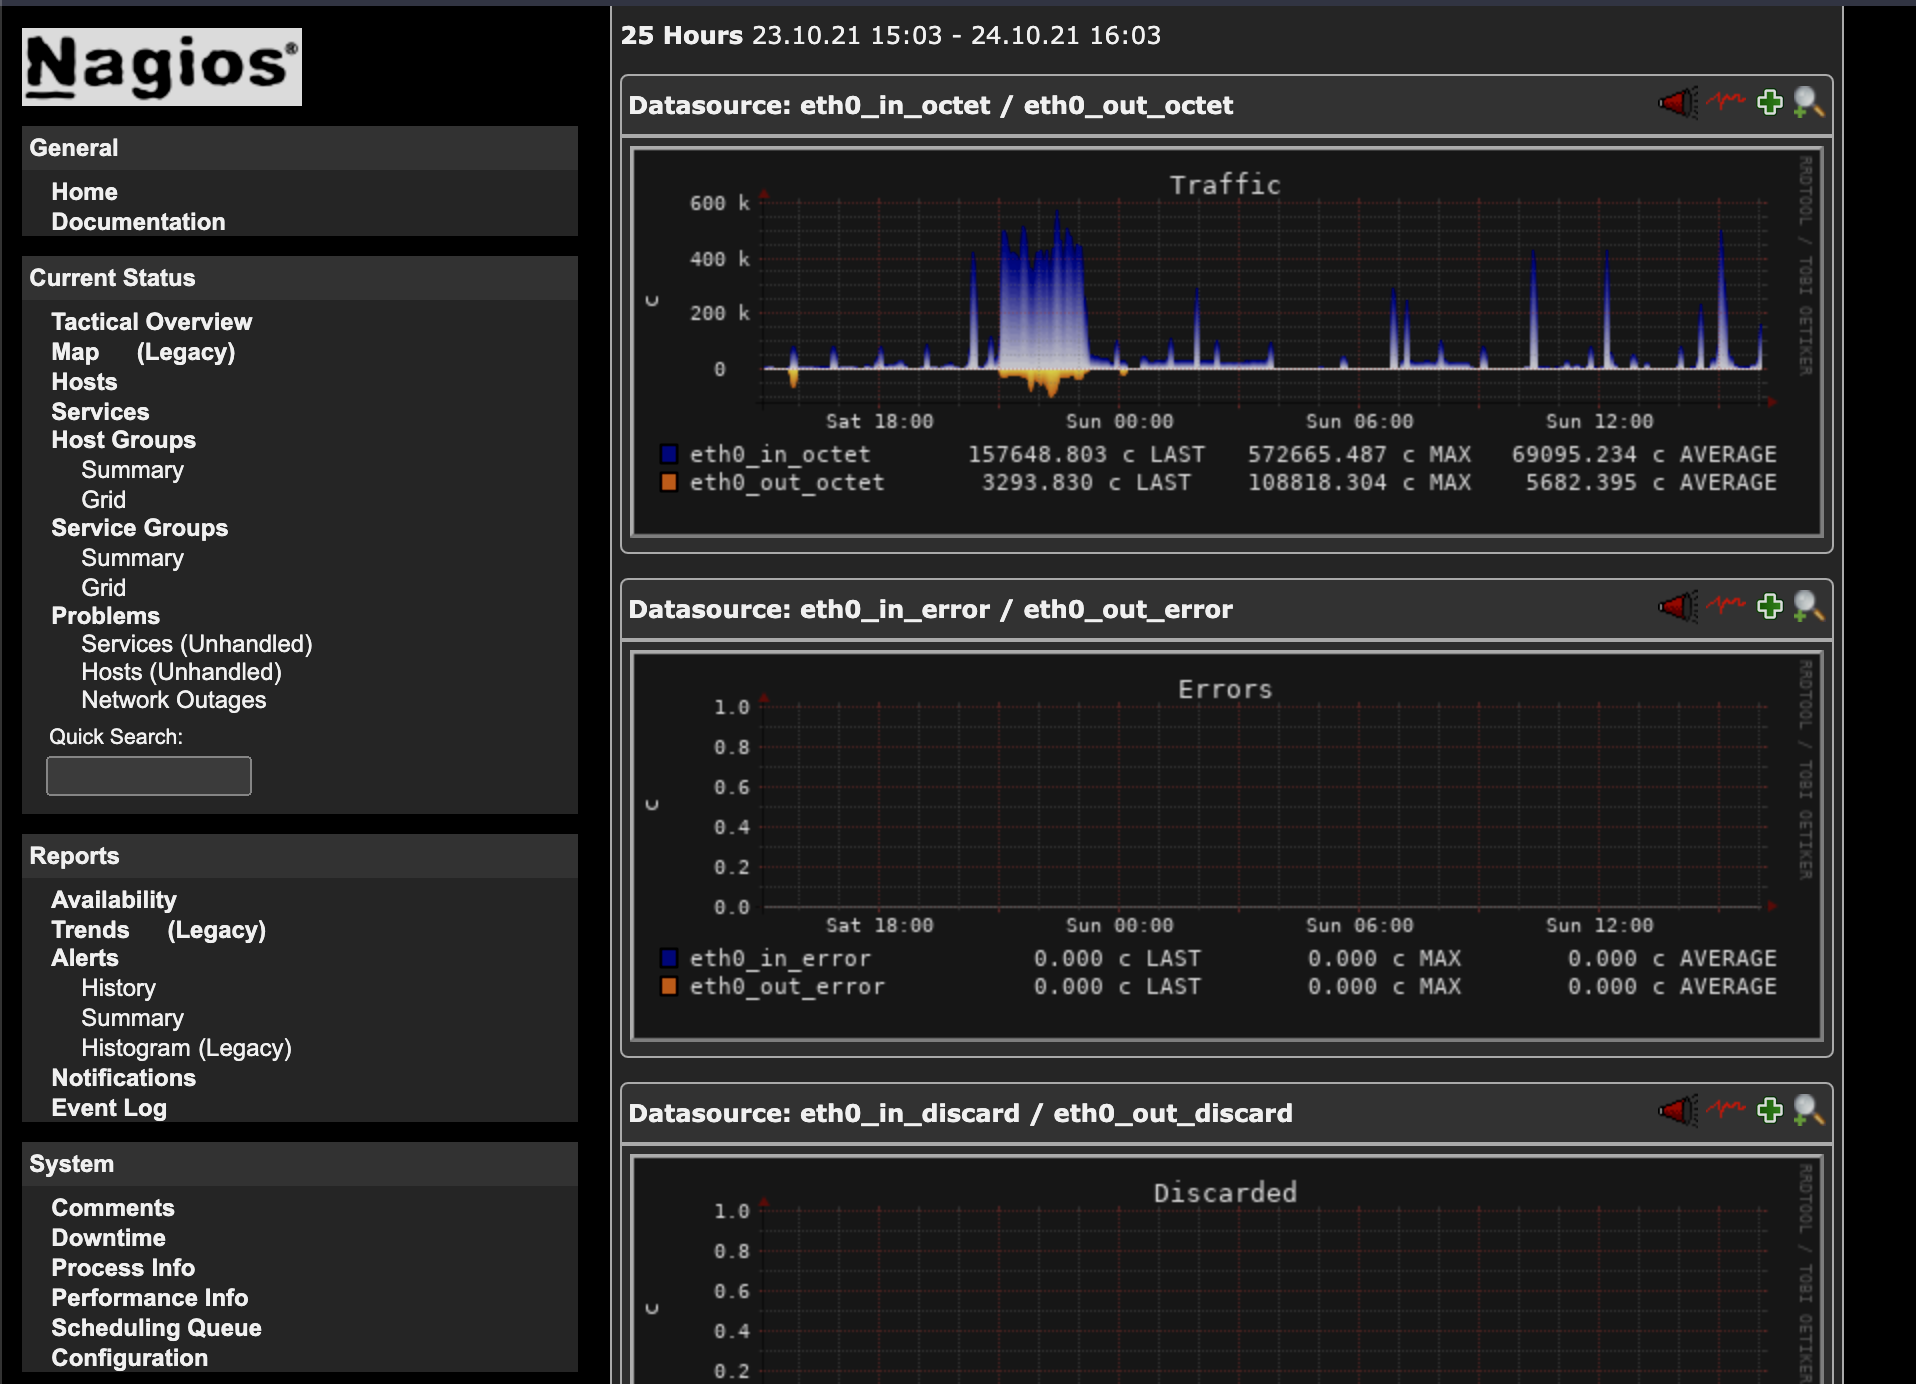 Nagios®
General
Home
Documentation
Current Status
Tactical Overview
Map (Legacy)
Hosts
Services
Host Groups
Summary
Grid
Service Groups
Summary
Grid
Problems
Services (Unhandled)
Hosts (Unhandled)
Network Outages
Quick Search:
Reports
Availability
Trends (Legacy)
Alerts
History
Summary
Histogram (Legacy)
Notifications
Event Log
System
Comments
Downtime
Process Info
Performance Info
Scheduling Queue
Configuration
25 Hours 23.10.21 15:03 - 24.10.21 16:03
Datasource: eth0_in_octet / eth0_out_octet
Traffic
RRDTOOL / TOBI OETIKER
600 k
400 k
c
200 k
0
Sat 18:00 Sun 00:00 Sun 06:00 Sun 12:00
eth0_in_octet 157648.803 c LAST 572665.487 c MAX 69095.234 c AVERAGE
eth0_out_octet 3293.830 c LAST 108818.304 c MAX 5682.395 c AVERAGE
Datasource: eth0_in_error / eth0_out_error
Errors
RRDTOOL / TOBI OETIKER
1.0
0.8
c
0.6
0.4
0.2
0.0
Sat 18:00 Sun 00:00 Sun 06:00 Sun 12:00
eth0_in_error 0.000 c LAST 0.000 c MAX 0.000 c AVERAGE
eth0_out_error 0.000 c LAST 0.000 c MAX 0.000 c AVERAGE
Datasource: eth0_in_discard / eth0_out_discard
Discarded
RRDTOOL / TOBI OETIKER
1.0
0.8
0.6
c
0.4
0.2